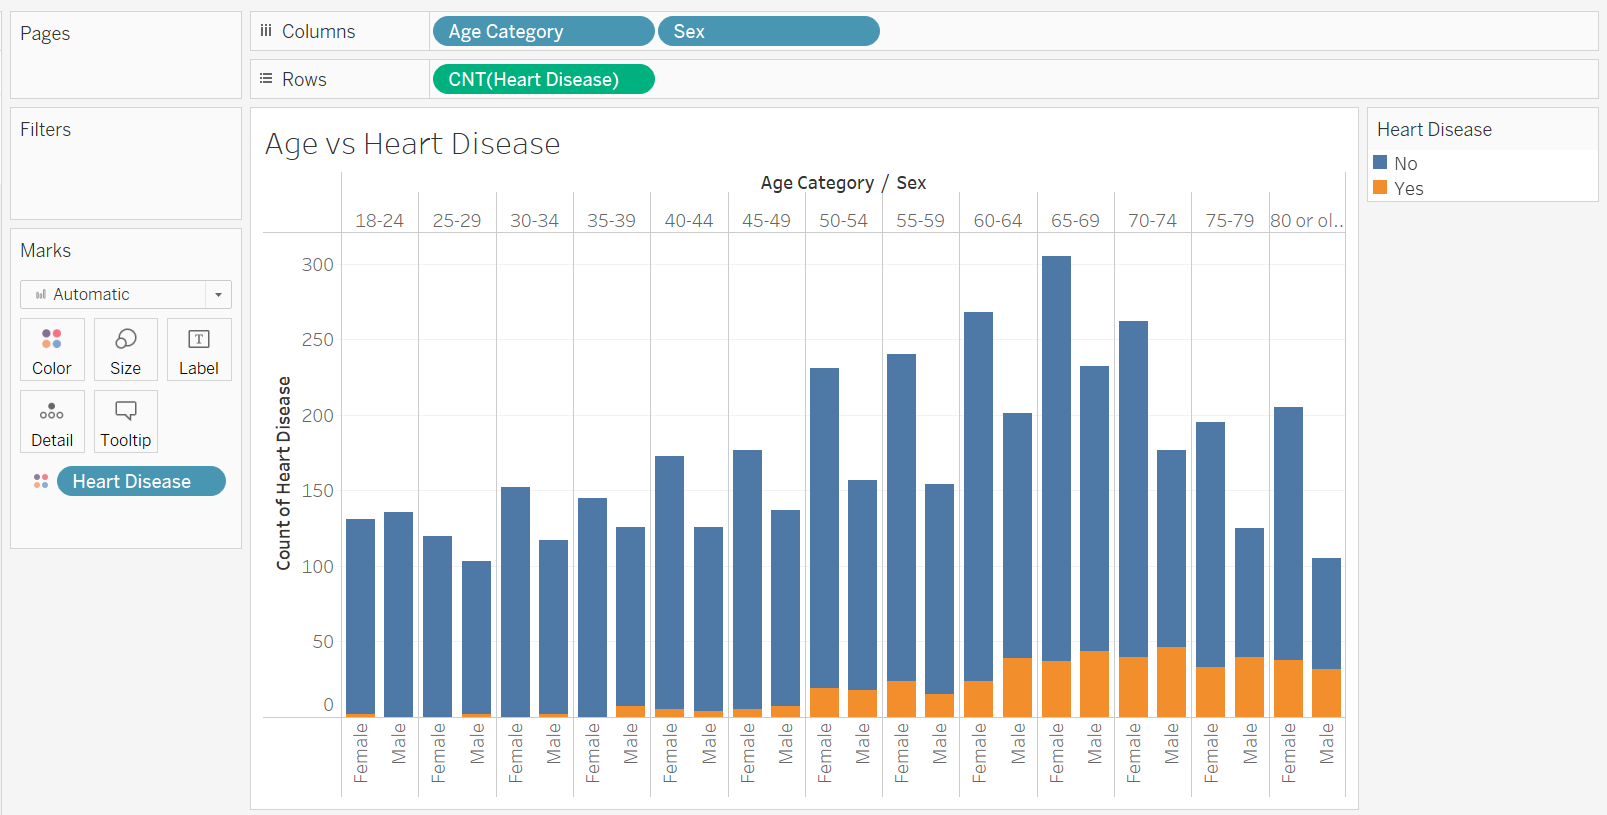 Pages
Filters
Marks
Automatic
Color Size Label
T
Detail Tooltip
Heart Disease
Columns Age Category Sex
Rows CNT(Heart Disease)
Age vs Heart Disease
Age Category / Sex
18-24 25-29 30-34 35-39 40-44 45-49 50-54 55-59 60-64 65-69 70-74 75-79 80 or ol..
300
250
200
150
100
50
0
Count of Heart Disease
Female Male Female Male Female Male Female Male Female Male Female Male Female Male Female Male Female Male Female Male Female Male Female Male Female Male
Heart Disease
No
Yes